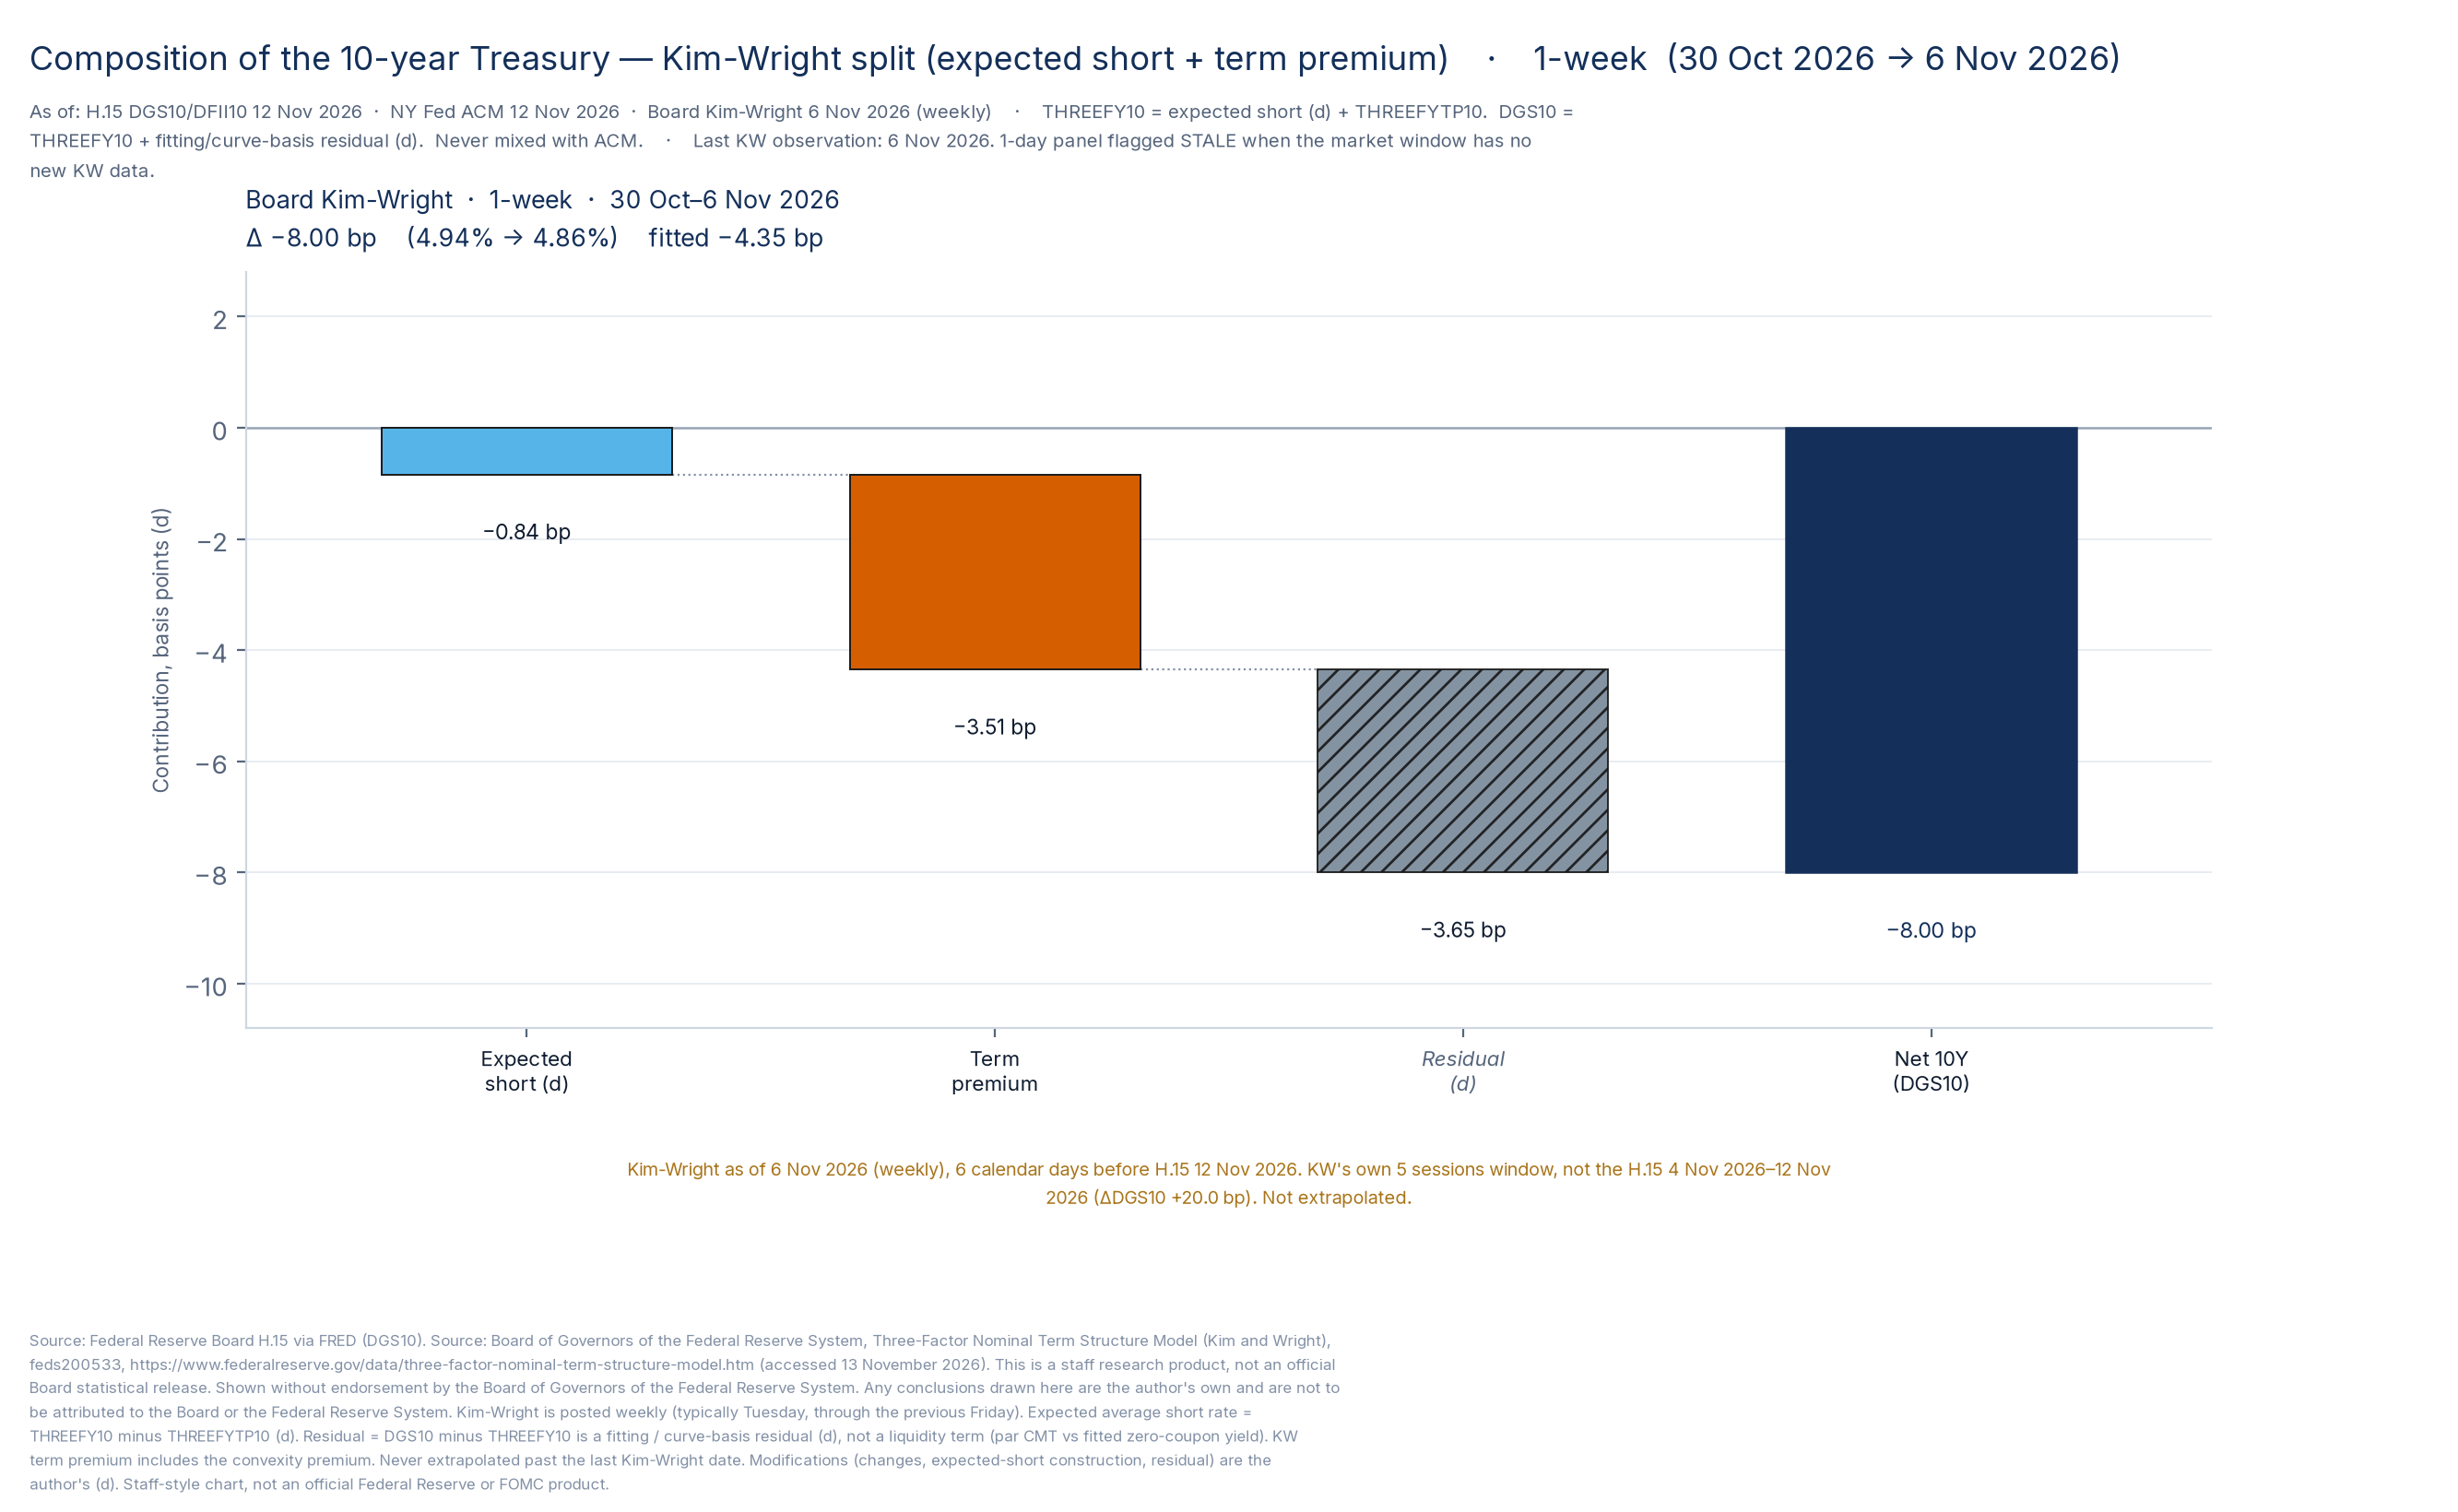 Composition of the 10-year Treasury — Kim-Wright split (expected short + term premium) · 1-week (30 Oct 2026 → 6 Nov 2026)
As of: H.15 DGS10/DFII10 12 Nov 2026 · NY Fed ACM 12 Nov 2026 · Board Kim-Wright 6 Nov 2026 (weekly) · THREEFY10 = expected short (d) + THREEFYTP10. DGS10 =
THREEFY10 + fitting/curve-basis residual (d). Never mixed with ACM. · Last KW observation: 6 Nov 2026. 1-day panel flagged STALE when the market window has no
new KW data.
Board Kim-Wright · 1-week · 30 Oct–6 Nov 2026
Δ −8.00 bp (4.94% → 4.86%) fitted −4.35 bp
Contribution, basis points (d)
2
0
−2
−4
−6
−8
−10
−0.84 bp
−3.51 bp
−3.65 bp
−8.00 bp
Expected
short (d)
Term
premium
Residual
(d)
Net 10Y
(DGS10)
Kim-Wright as of 6 Nov 2026 (weekly), 6 calendar days before H.15 12 Nov 2026. KW's own 5 sessions window, not the H.15 4 Nov 2026–12 Nov
2026 (ΔDGS10 +20.0 bp). Not extrapolated.
Source: Federal Reserve Board H.15 via FRED (DGS10). Source: Board of Governors of the Federal Reserve System, Three-Factor Nominal Term Structure Model (Kim and Wright),
feds200533, https://www.federalreserve.gov/data/three-factor-nominal-term-structure-model.htm (accessed 13 November 2026). This is a staff research product, not an official
Board statistical release. Shown without endorsement by the Board of Governors of the Federal Reserve System. Any conclusions drawn here are the author's own and are not to
be attributed to the Board or the Federal Reserve System. Kim-Wright is posted weekly (typically Tuesday, through the previous Friday). Expected average short rate =
THREEFY10 minus THREEFYTP10 (d). Residual = DGS10 minus THREEFY10 is a fitting / curve-basis residual (d), not a liquidity term (par CMT vs fitted zero-coupon yield). KW
term premium includes the convexity premium. Never extrapolated past the last Kim-Wright date. Modifications (changes, expected-short construction, residual) are the
author's (d). Staff-style chart, not an official Federal Reserve or FOMC product.